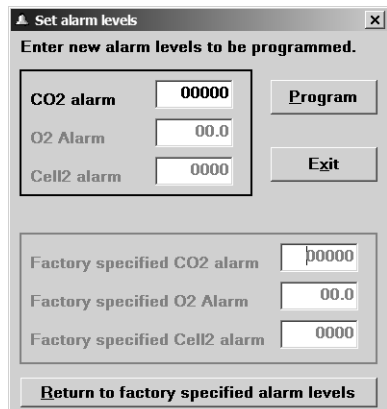 Set alarm levels
Enter new alarm levels to be programmed.
CO2 alarm 00000
Program
O2 Alarm 00.0
Cell2 alarm 0000
Exit
Factory specified CO2 alarm 00000
Factory specified O2 Alarm 00.0
Factory specified Cell2 alarm 0000
Return to factory specified alarm levels